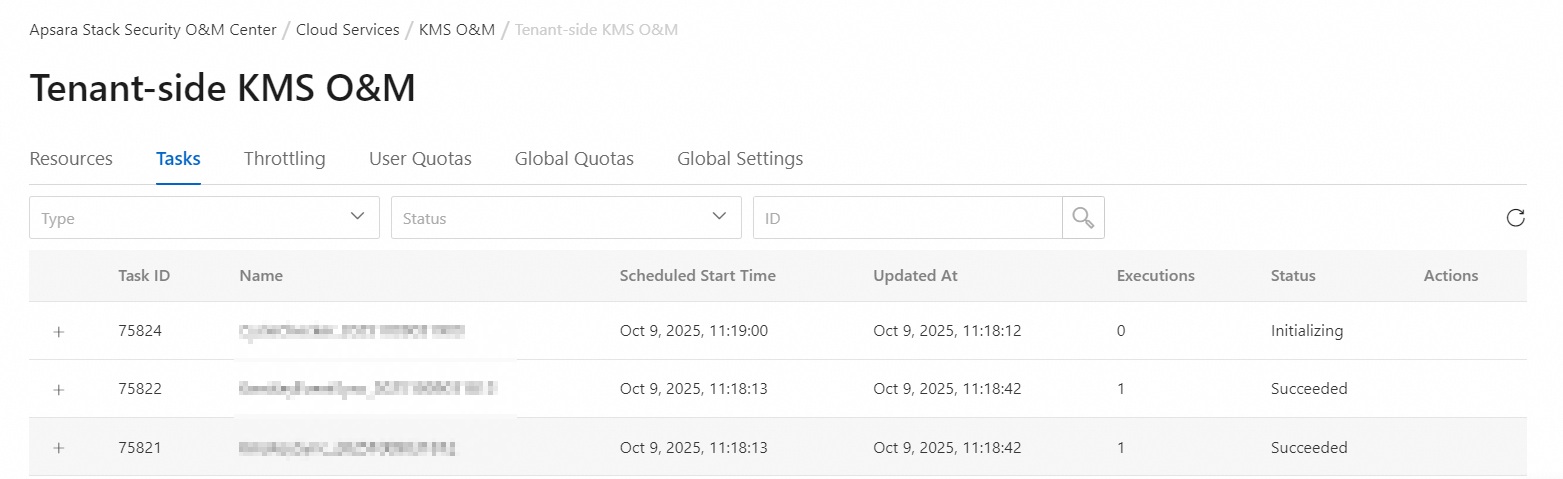 Apsara Stack Security O&M Center / Cloud Services / KMS O&M / Tenant-side KMS O&M
Tenant-side KMS O&M
Resources Tasks Throttling User Quotas Global Quotas Global Settings
Type Status ID
Task ID Name Scheduled Start Time Updated At Executions Status Actions
+ 75824 Oct 9, 2025, 11:19:00 Oct 9, 2025, 11:18:12 0 Initializing
+ 75822 Oct 9, 2025, 11:18:13 Oct 9, 2025, 11:18:42 1 Succeeded
+ 75821 Oct 9, 2025, 11:18:13 Oct 9, 2025, 11:18:42 1 Succeeded